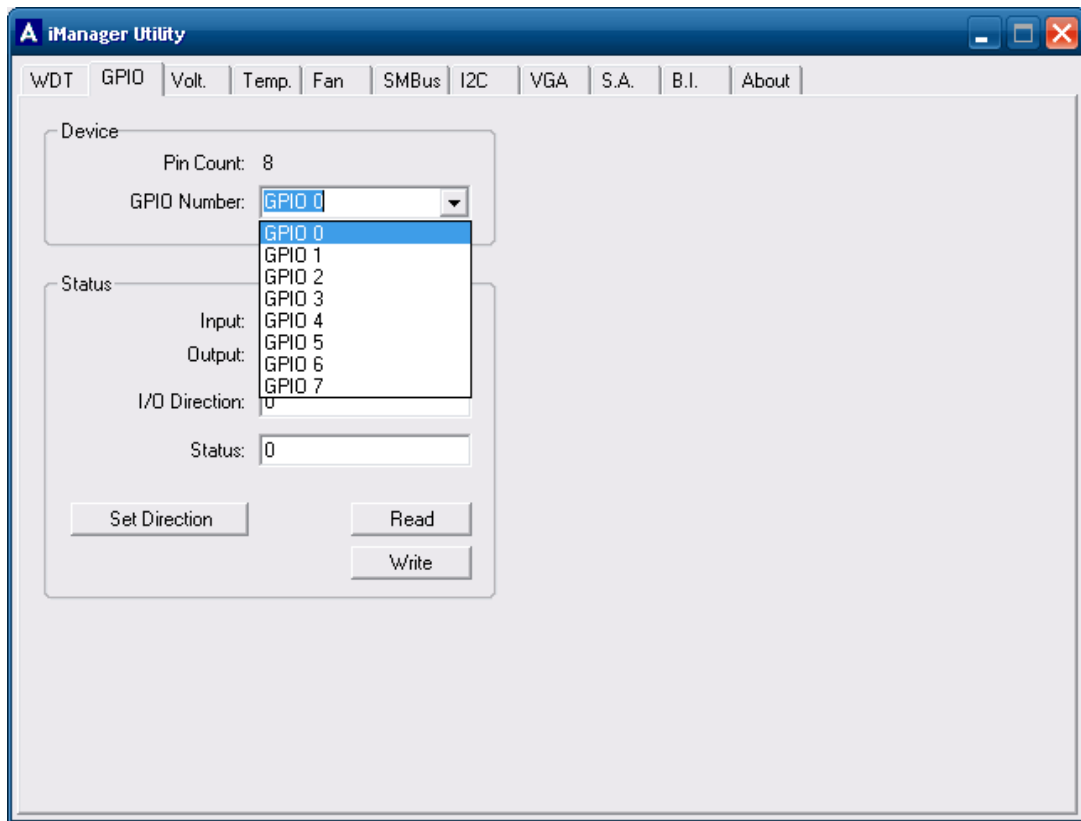 A iManager Utility
WDT GPIO Volt. Temp. Fan SMBus I2C VGA S.A. B.I. About
Device
Pin Count: 8
GPIO Number: GPIO 0
GPIO 0
GPIO 1
GPIO 2
Status
GPIO 3
Input: GPIO 4
GPIO 5
Output:
GPIO 6
GPIO 7
I/O Direction: 0
Status: 0
Set Direction Read
Write